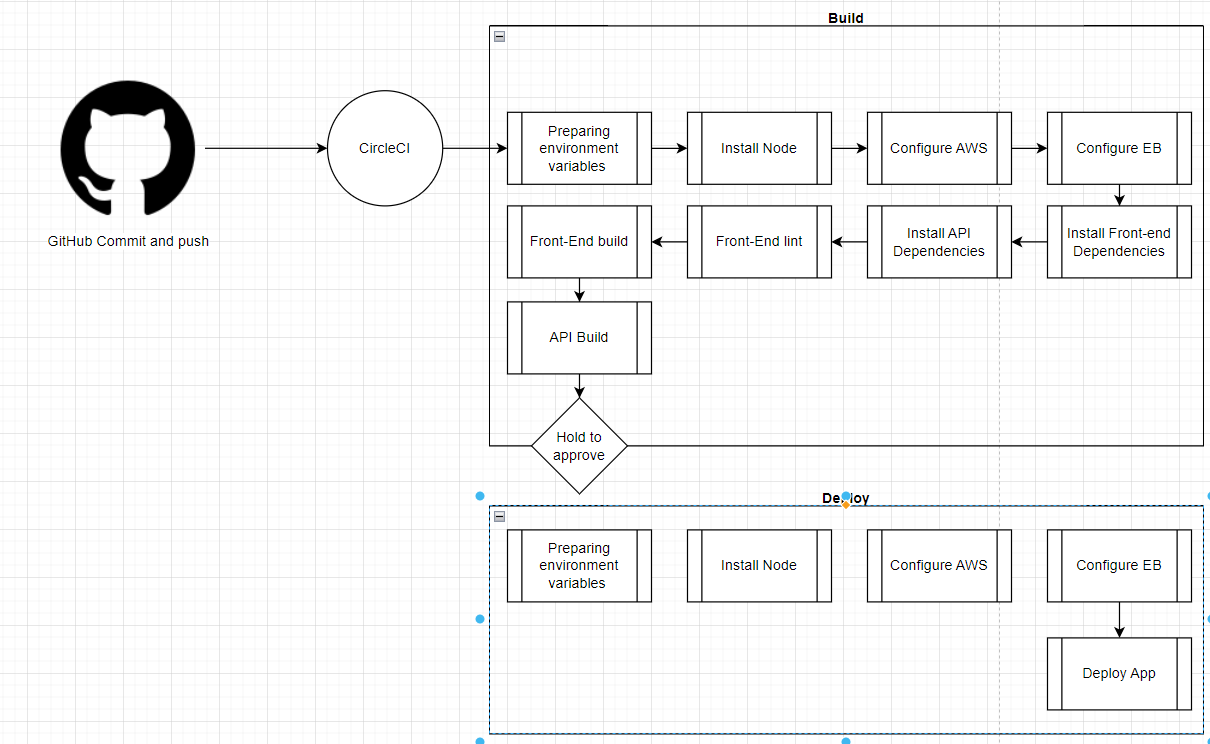 Build
Preparing
environment
variables
Install Node
Configure AWS
Configure EB
CircleCI
GitHub Commit and push
Front-End build
Front-End lint
Install API
Dependencies
Install Front-end
Dependencies
API Build
Hold to
approve
Deploy
Preparing
environment
variables
Install Node
Configure AWS
Configure EB
Deploy App